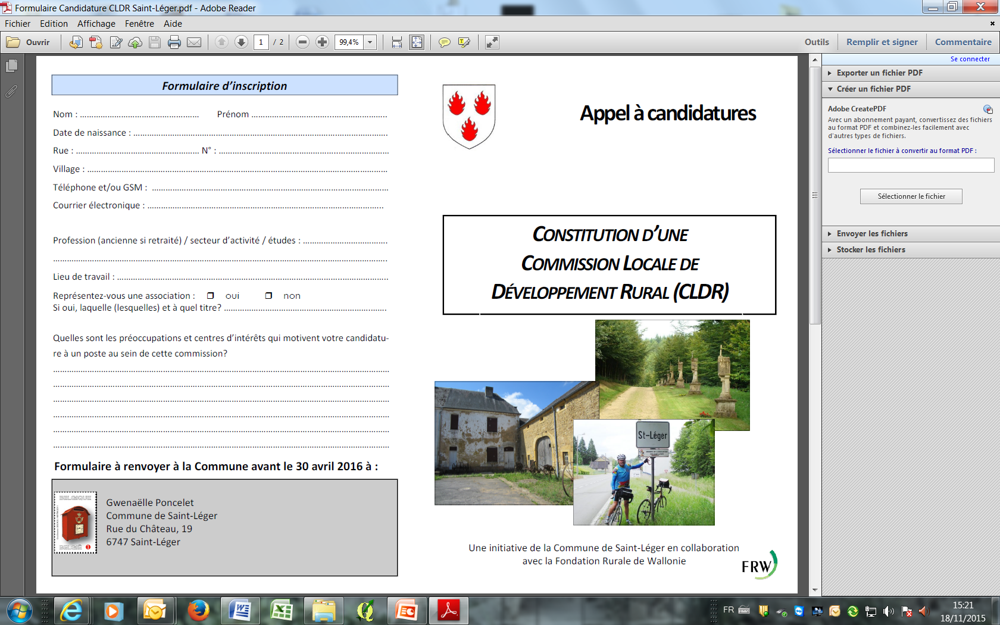 Formulaire Candidature CLDR Saint-Léger.pdf - Adobe Reader
Fichier Edition Affichage Fenêtre Aide
Ouvrir 1 / 2 99,4% Outils Remplir et signer Commentaire
Se connecter
Exporter un fichier PDF
Créer un fichier PDF
Adobe CreatePDF
Avec un abonnement payant, convertissez des fichiers
au format PDF et combinez-les facilement avec
d'autres types de fichiers.
Sélectionner le fichier à convertir au format PDF :
Sélectionner le fichier
Envoyer les fichiers
Stocker les fichiers
Formulaire d'inscription
Nom : ………………………………………… Prénom ……………………………………………
Date de naissance : ……………………………………………………………………………
Rue : ………………………………………… N° : ……………………………………………
Village : ……………………………………………………………………………………
Téléphone et/ou GSM : ……………………………………………………………………
Courrier électronique : ……………………………………………………………………
Profession (ancienne si retraité) / secteur d'activité / études : ……………………………
……………………………………………………………………………………………
Lieu de travail : ……………………………………………………………………………
Représentez-vous une association : ❒ oui ❒ non
Si oui, laquelle (lesquelles) et à quel titre? ………………………………………………
Quelles sont les préoccupations et centres d'intérêts qui motivent votre candidatu-
re à un poste au sein de cette commission?
……………………………………………………………………………………………
……………………………………………………………………………………………
……………………………………………………………………………………………
……………………………………………………………………………………………
……………………………………………………………………………………………
……………………………………………………………………………………………
Formulaire à renvoyer à la Commune avant le 30 avril 2016 à :
BELGIQUE
BELGIË 1
Gwenaëlle Poncelet
Commune de Saint-Léger
Rue du Château, 19
6747 Saint-Léger
Appel à candidatures
CONSTITUTION D'UNE
COMMISSION LOCALE DE
DÉVELOPPEMENT RURAL (CLDR)
St-Léger
Une initiative de la Commune de Saint-Léger en collaboration
avec la Fondation Rurale de Wallonie
FRW
FR
15:21
18/11/2015